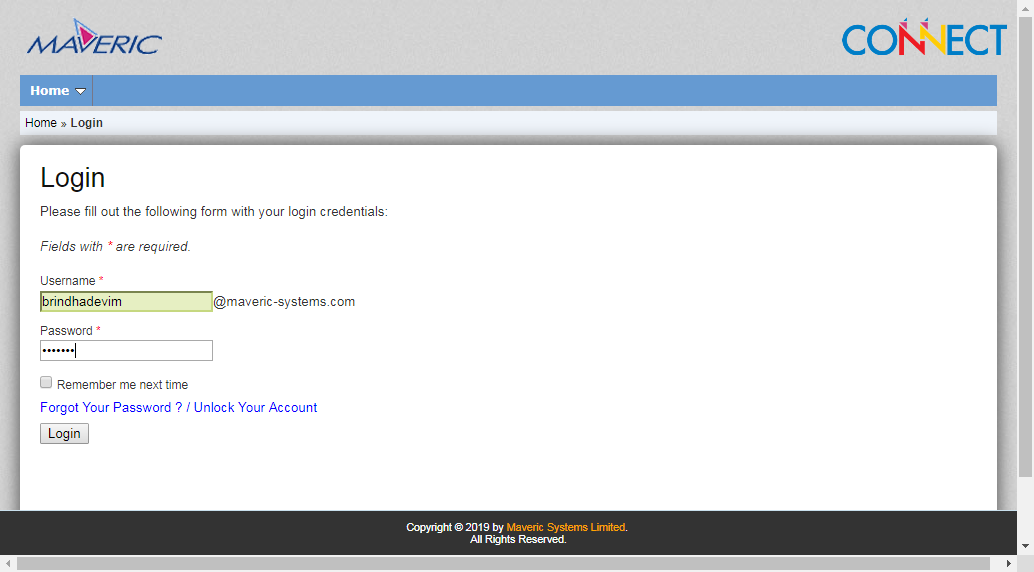 MAVERIC
CONNECT
Home
Home » Login
Login
Please fill out the following form with your login credentials:
Fields with * are required.
Username *
brindhadevim@maveric-systems.com
Password *
•••••••
Remember me next time
Forgot Your Password ? / Unlock Your Account
Login
Copyright © 2019 by Maveric Systems Limited.
All Rights Reserved.